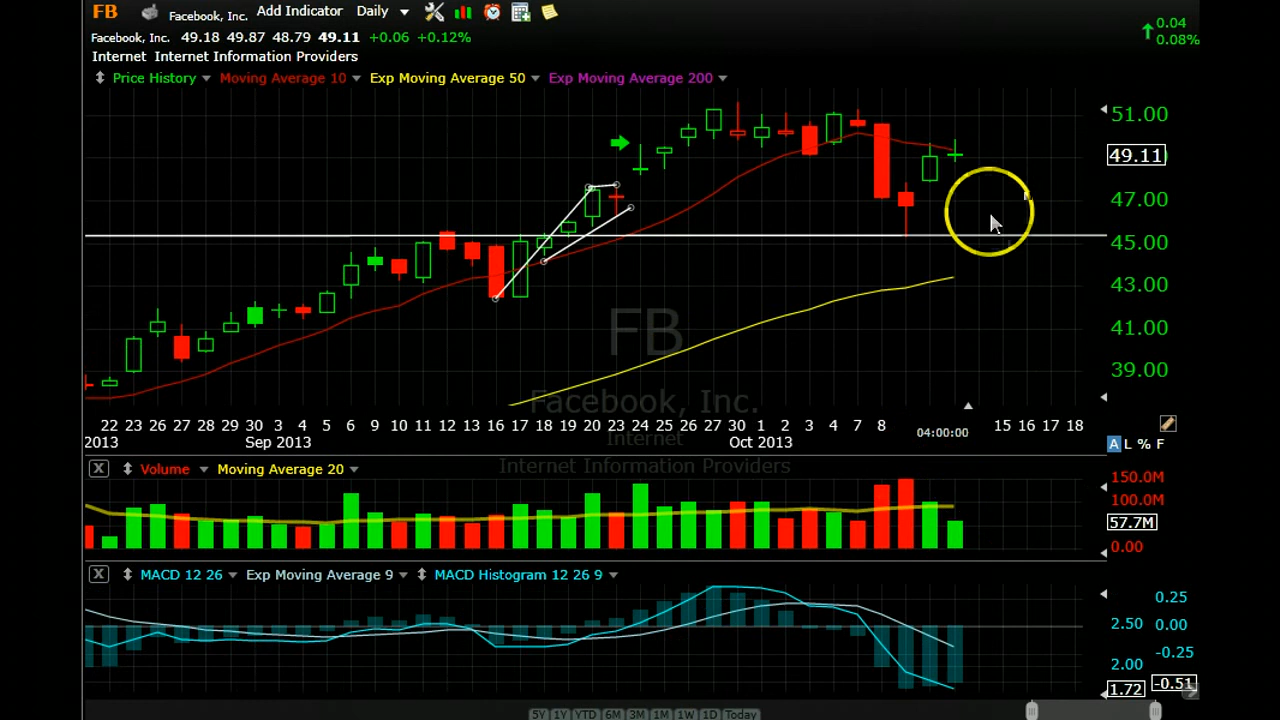 FB Facebook, Inc. Add Indicator Daily
Facebook, Inc. 49.18 49.87 48.79 49.11 +0.06 +0.12%
0.04
0.08%
Internet Internet Information Providers
Price History Moving Average 10 Exp Moving Average 50 Exp Moving Average 200
51.00
49.11
47.00
45.00
43.00
41.00
39.00
FB
Facebook, Inc.
Internet
Internet Information Providers
22 23 26 27 28 29 30 3 4 5 6 9 10 11 12 13 16 17 18 19 20 23 24 25 26 27 30 1 2 3 4 7 8 04:00:00 15 16 17 18
2013 Sep 2013 Oct 2013
A L % F
X Volume Moving Average 20
150.0M
100.0M
57.7M
0.00
X MACD 12 26 Exp Moving Average 9 MACD Histogram 12 26 9
0.25
2.50 0.00
-0.25
2.00
1.72 -0.51
5Y 1Y YTD 6M 3M 1M 1W 1D Today